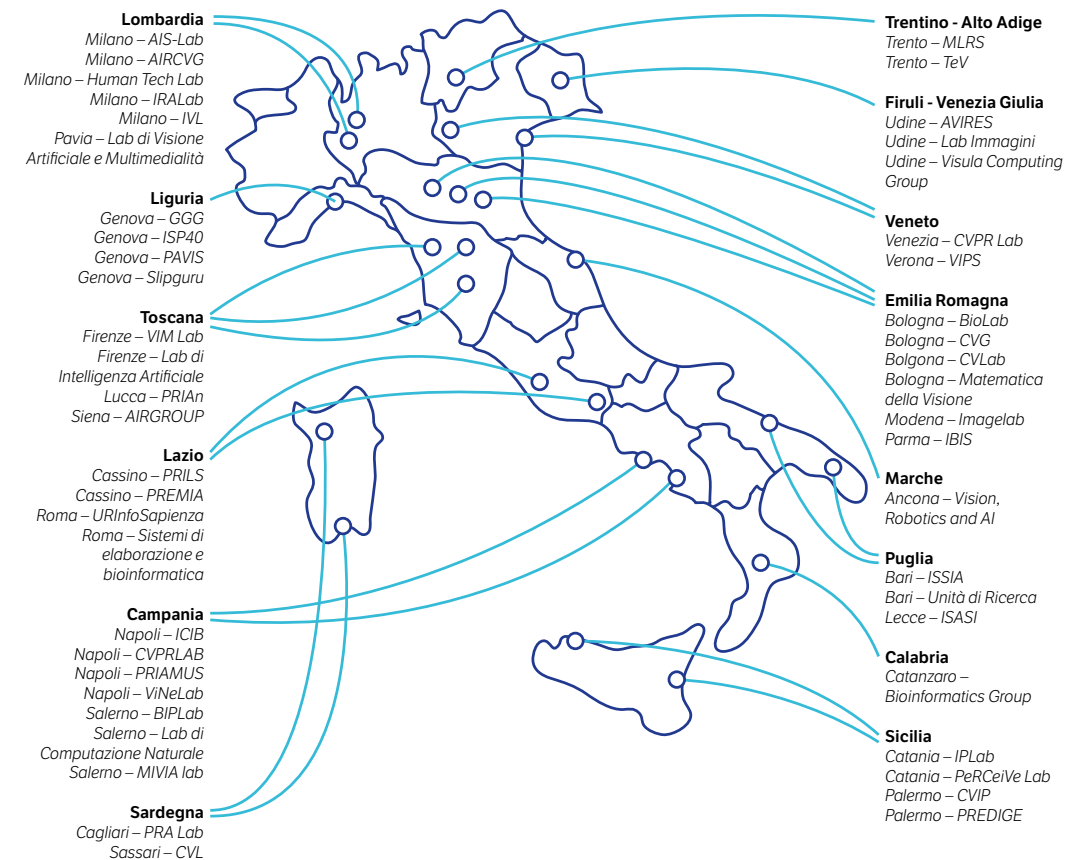 Lombardia
Milano – AIS-Lab
Milano – AIRCVG
Milano – Human Tech Lab
Milano – IRALab
Milano – IVL
Pavia – Lab di Visione
Artificiale e Multimedialità
Liguria
Genova – GGG
Genova – ISP40
Genova – PAVIS
Genova – Slipguru
Toscana
Firenze – VIM Lab
Firenze – Lab di
Intelligenza Artificiale
Lucca – PRIAn
Siena – AIRGROUP
Lazio
Cassino – PRILS
Cassino – PREMIA
Roma – URInfoSapienza
Roma – Sistemi di
elaborazione e
bioinformatica
Campania
Napoli – ICIB
Napoli – CVPRLAB
Napoli – PRIAMUS
Napoli – ViNeLab
Salerno – BIPLab
Salerno – Lab di
Computazione Naturale
Salerno – MIVIA lab
Sardegna
Cagliari – PRA Lab
Sassari – CVL
Trentino - Alto Adige
Trento – MLRS
Trento – TeV
Firuli - Venezia Giulia
Udine – AVIRES
Udine – Lab Immagini
Udine – Visula Computing
Group
Veneto
Venezia – CVPR Lab
Verona – VIPS
Emilia Romagna
Bologna – BioLab
Bologna – CVG
Bolgona – CVLab
Bologna – Matematica
della Visione
Modena – Imagelab
Parma – IBIS
Marche
Ancona – Vision,
Robotics and AI
Puglia
Bari – ISSIA
Bari – Unità di Ricerca
Lecce – ISASI
Calabria
Catanzaro –
Bioinformatics Group
Sicilia
Catania – IPLab
Catania – PeRCeiVe Lab
Palermo – CVIP
Palermo – PREDIGE